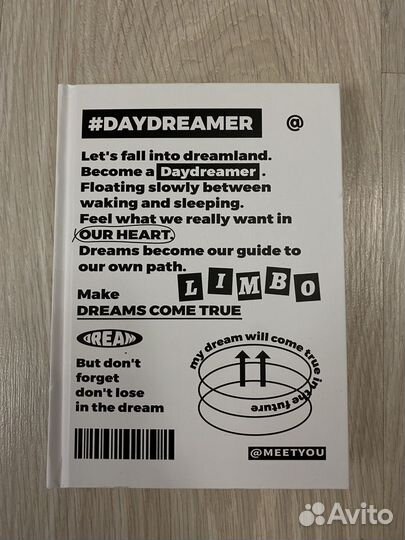 #DAYDREAMER @
Let's fall into dreamland.
Become a Daydreamer .
Floating slowly between
waking and sleeping.
Feel what we really want in
OUR HEART.
Dreams become our guide to
our own path.
LIMBO
Make
DREAMS COME TRUE
DREAM
But don't
forget
don't lose
in the dream
my dream will come true in the future
@MEETYOU
Avito